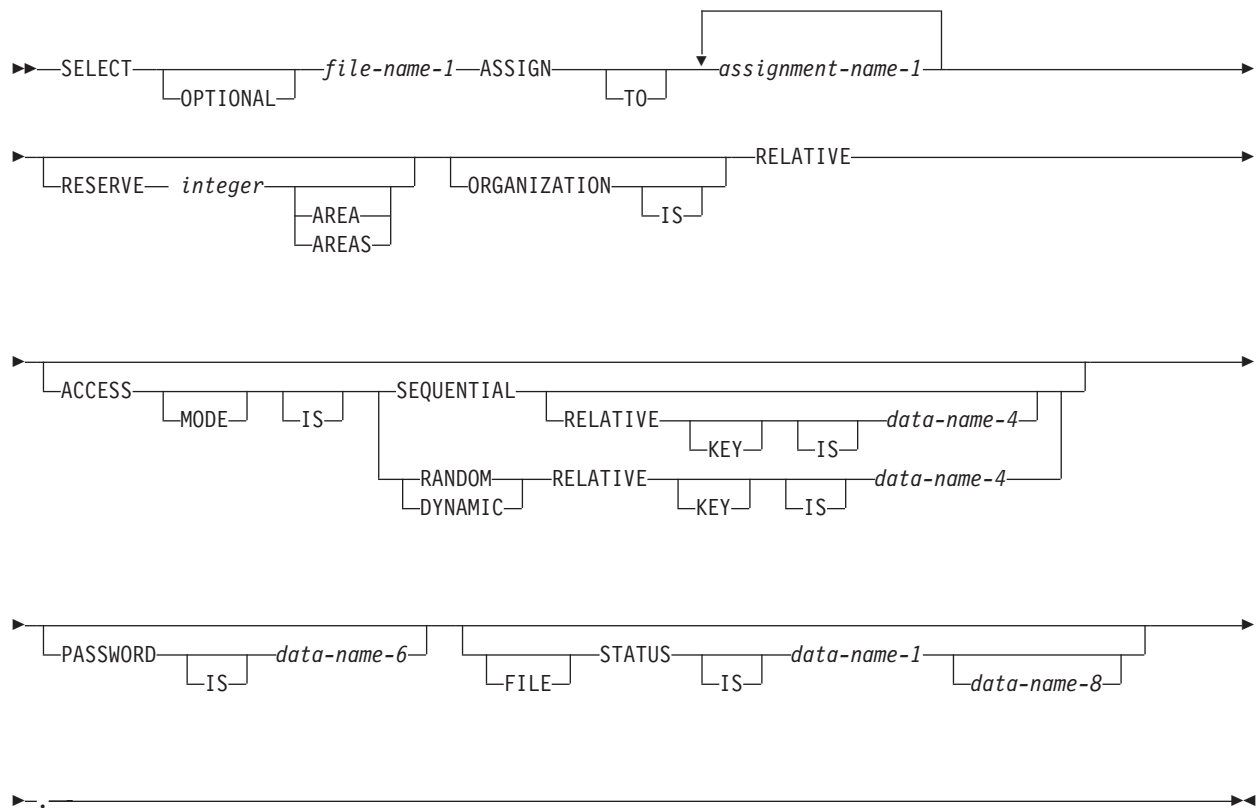 SELECT file-name-1 ASSIGN assignment-name-1
OPTIONAL TO
RELATIVE
RESERVE integer ORGANIZATION
AREA IS
AREAS
ACCESS SEQUENTIAL
MODE IS RELATIVE data-name-4
KEY IS
RANDOM RELATIVE data-name-4
DYNAMIC KEY IS
PASSWORD data-name-6 STATUS data-name-1
IS FILE IS data-name-8
.